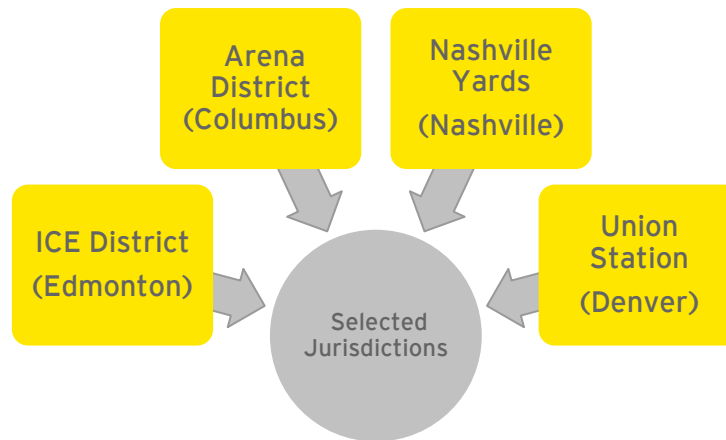 Arena
District
(Columbus)
Nashville
Yards
(Nashville)
ICE District
(Edmonton)
Union
Station
(Denver)
Selected
Jurisdictions